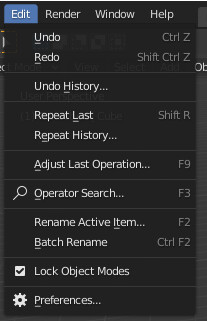 Edit Render Window Help
Undo Ctrl Z
Redo Shift Ctrl Z
Undo History...
Repeat Last Shift R
Repeat History...
Adjust Last Operation... F9
Operator Search... F3
Rename Active Item... F2
Batch Rename Ctrl F2
Lock Object Modes
Preferences...